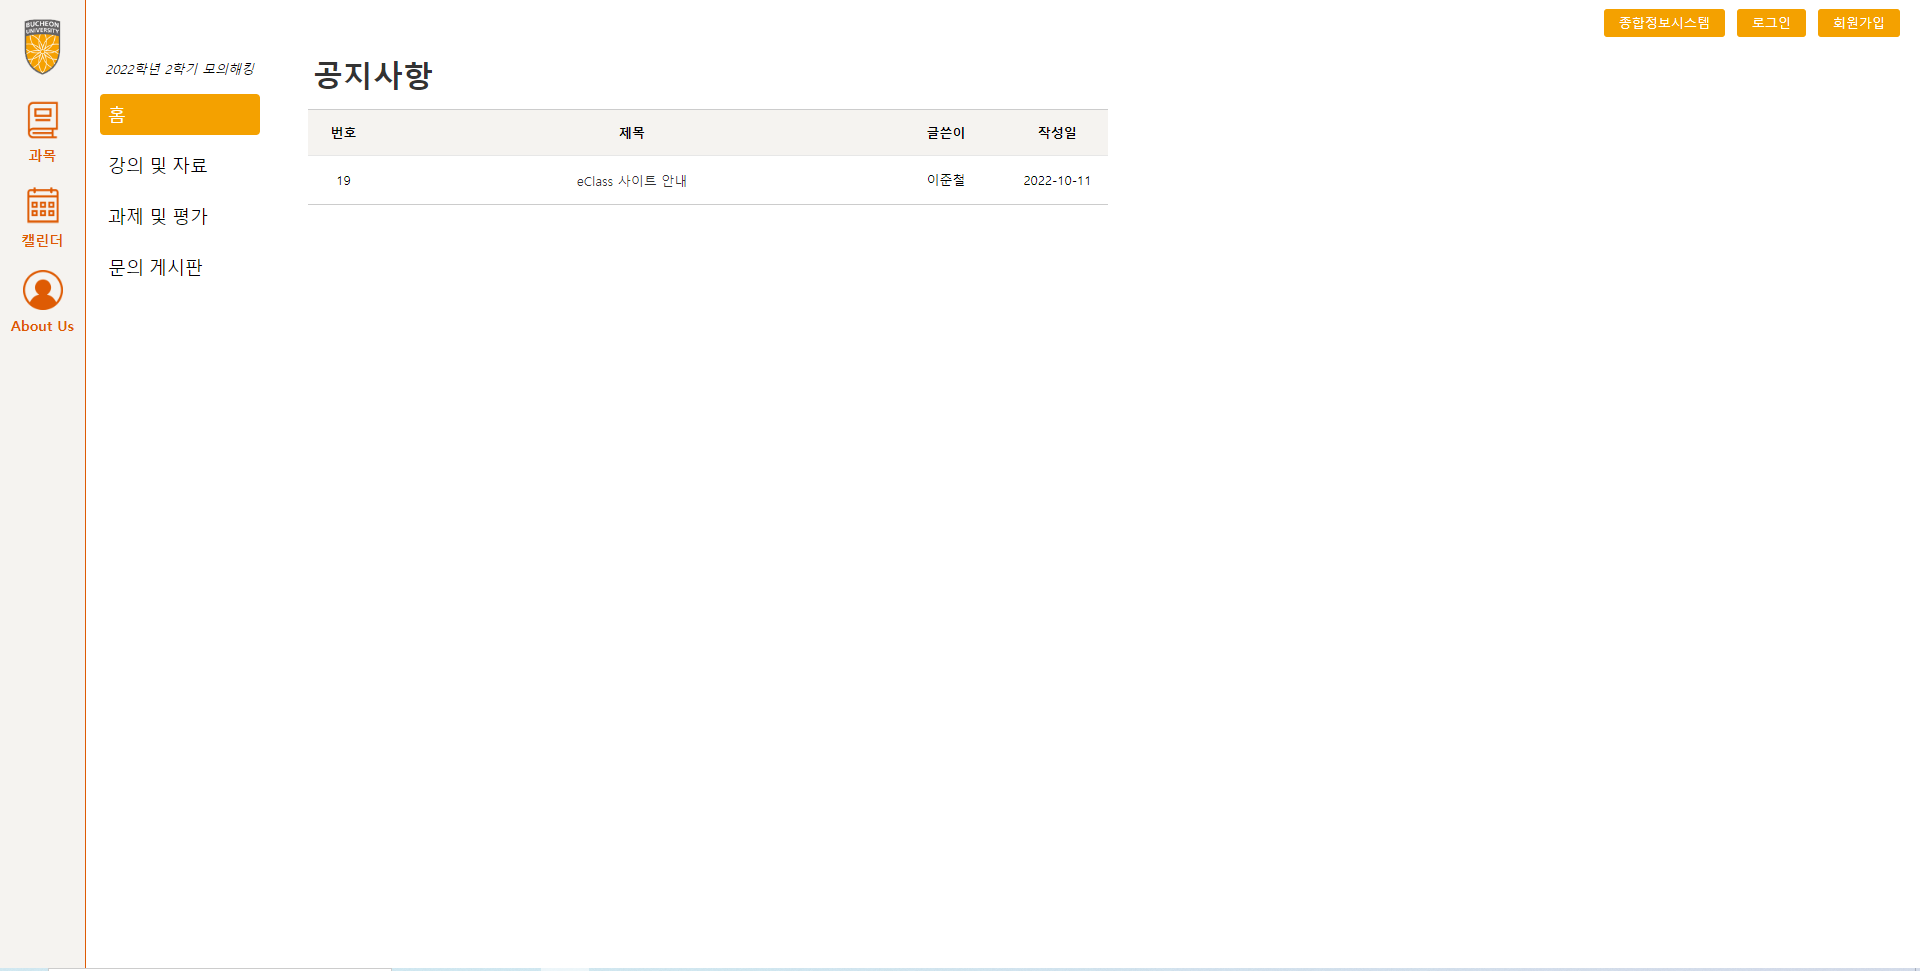 BUCHEON
UNIVERSITY
과목
캘린더
About Us
종합정보시스템 로그인 회원가입
2022학년 2학기 모의해킹
홈
강의 및 자료
과제 및 평가
문의 게시판
공지사항
번호 제목 글쓴이 작성일
19 eClass 사이트 안내 이준철 2022-10-11